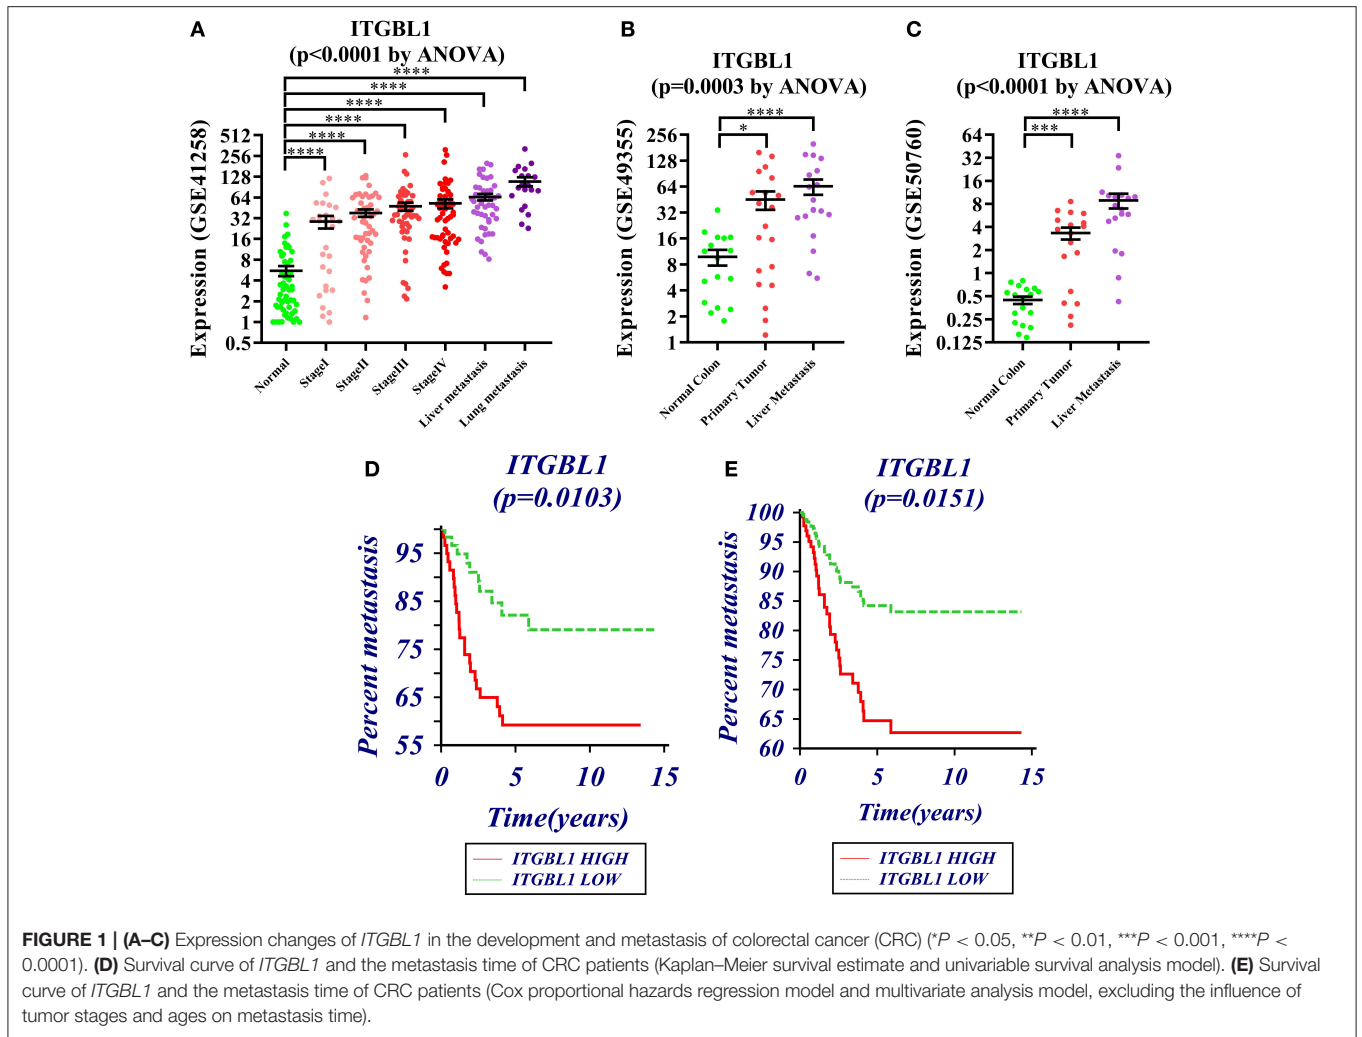 A
ITGBL1
(p<0.0001 by ANOVA)
****
****
****
****
****
****
Expression (GSE41258)
512
256
128
64
32
16
8
4
2
1
0.5
Normal
StageI
StageII
StageIII
StageIV
Liver metastasis
Lung metastasis
B
ITGBL1
(p=0.0003 by ANOVA)
****
*
Expression (GSE49355)
256
128
64
32
16
8
4
2
1
Normal Colon
Primary Tumor
Liver Metastasis
C
ITGBL1
(p<0.0001 by ANOVA)
****
***
Expression (GSE50760)
64
32
16
8
4
2
1
0.5
0.25
0.125
Normal Colon
Primary Tumor
Liver Metastasis
D
ITGBL1
(p=0.0103)
Percent metastasis
95
85
75
65
55
0 5 10 15
Time(years)
ITGBL1 HIGH
ITGBL1 LOW
E
ITGBL1
(p=0.0151)
Percent metastasis
100
95
90
85
80
75
70
65
60
0 5 10 15
Time(years)
ITGBL1 HIGH
ITGBL1 LOW
FIGURE 1 | (A–C) Expression changes of ITGBL1 in the development and metastasis of colorectal cancer (CRC) (*P < 0.05, **P < 0.01, ***P < 0.001, ****P <
0.0001). (D) Survival curve of ITGBL1 and the metastasis time of CRC patients (Kaplan–Meier survival estimate and univariable survival analysis model). (E) Survival
curve of ITGBL1 and the metastasis time of CRC patients (Cox proportional hazards regression model and multivariate analysis model, excluding the influence of
tumor stages and ages on metastasis time).